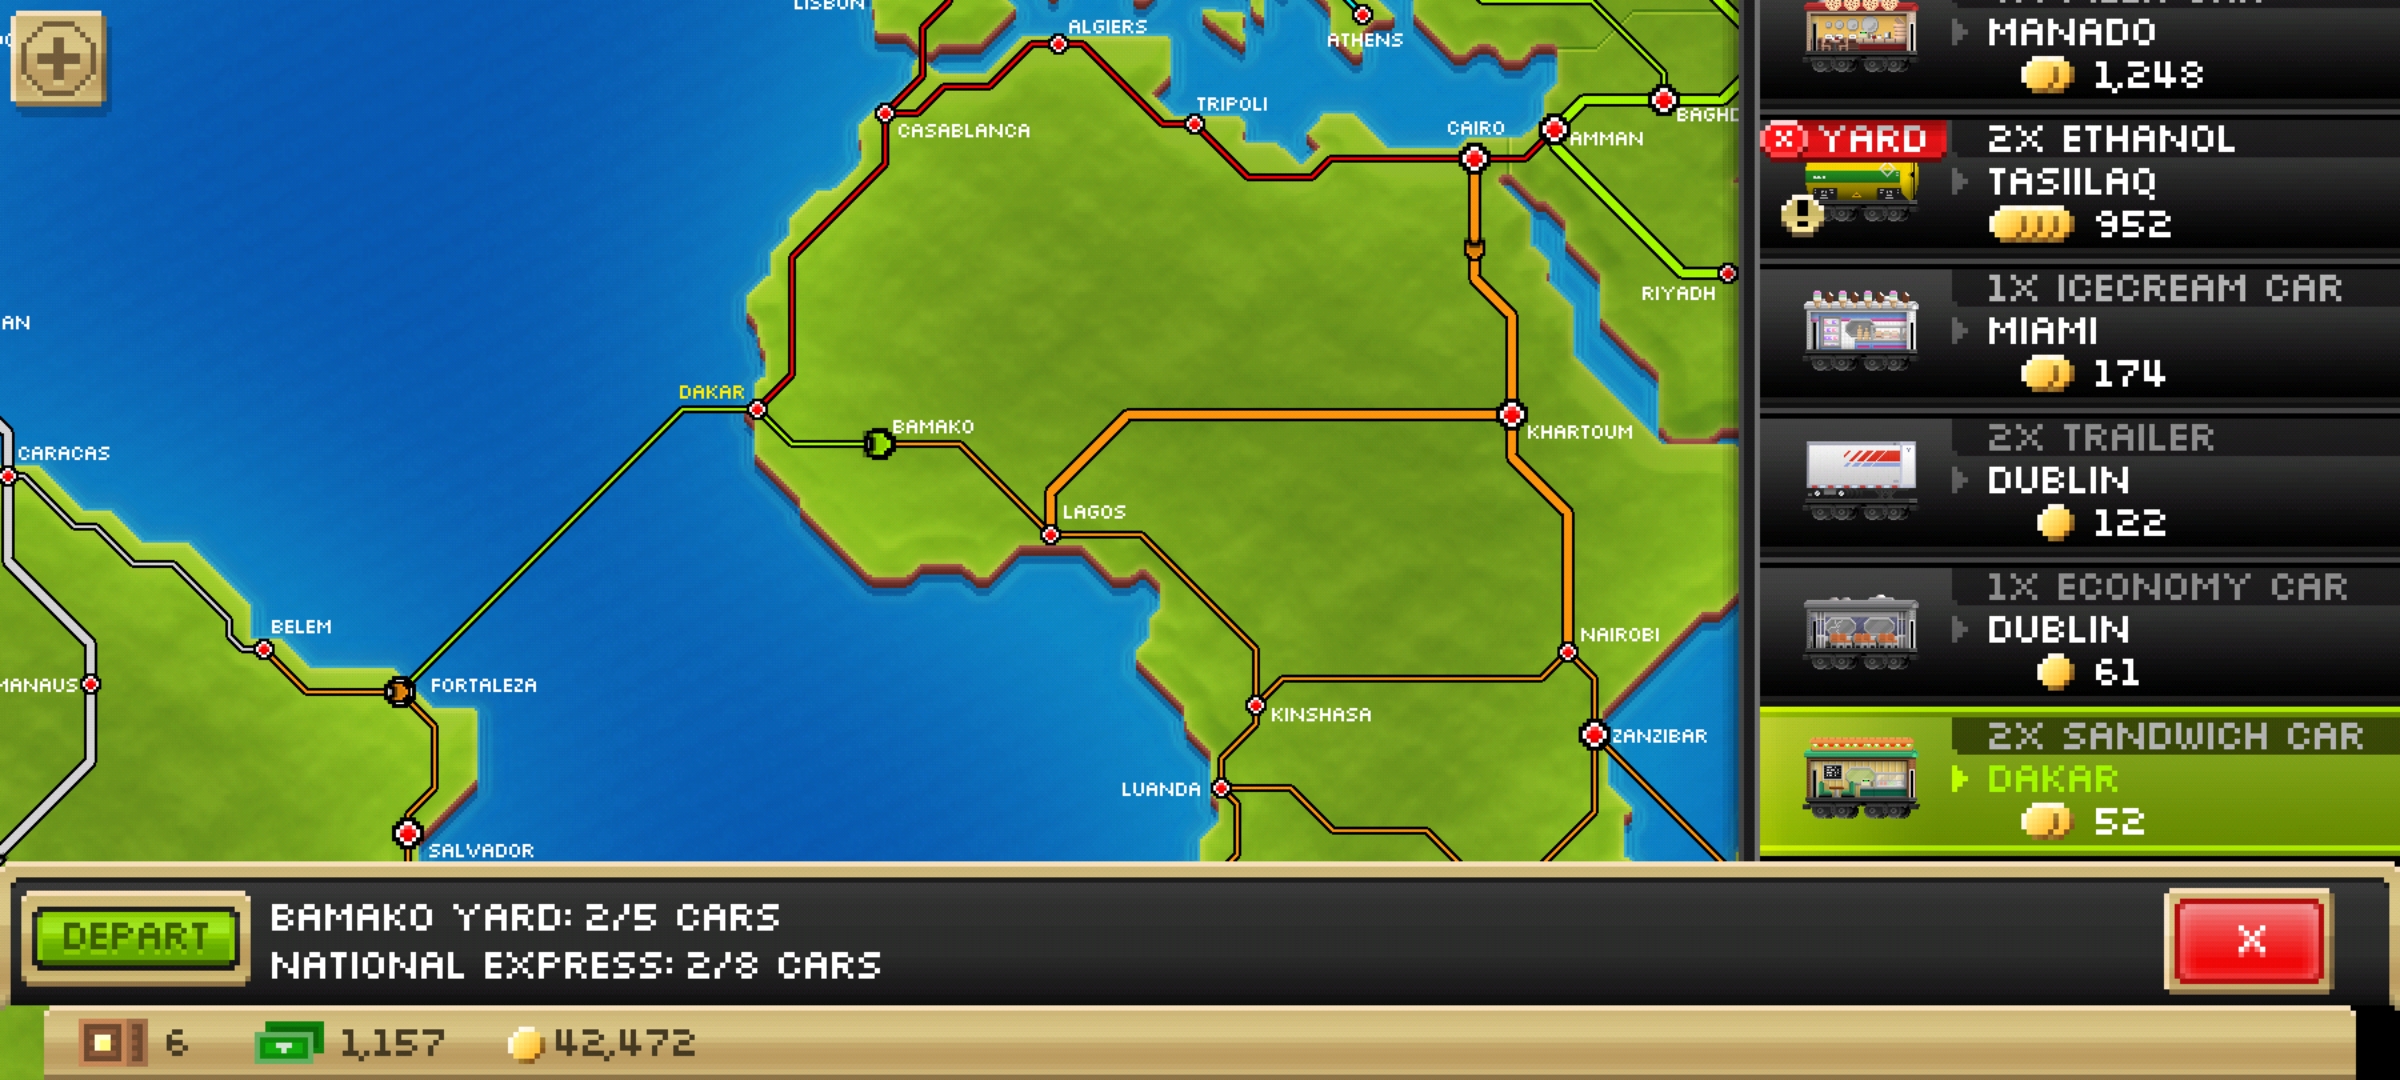 LISBON
ALGIERS
ATHENS
CASABLANCA
TRIPOLI
CAIRO
AMMAN
BAGHD
RIYADH
AN
DAKAR
BAMAKO
KHARTOUM
CARACAS
LAGOS
BELEM
NAIROBI
MANAUS
FORTALEZA
KINSHASA
ZANZIBAR
LUANDA
SALVADOR
MANADO
1,248
YARD
2X ETHANOL
TASIILAQ
952
1X ICECREAM CAR
MIAMI
174
2X TRAILER
DUBLIN
122
1X ECONOMY CAR
DUBLIN
61
2X SANDWICH CAR
DAKAR
52
DEPART
BAMAKO YARD: 2/5 CARS
NATIONAL EXPRESS: 2/8 CARS
X
6
1,157
42,472